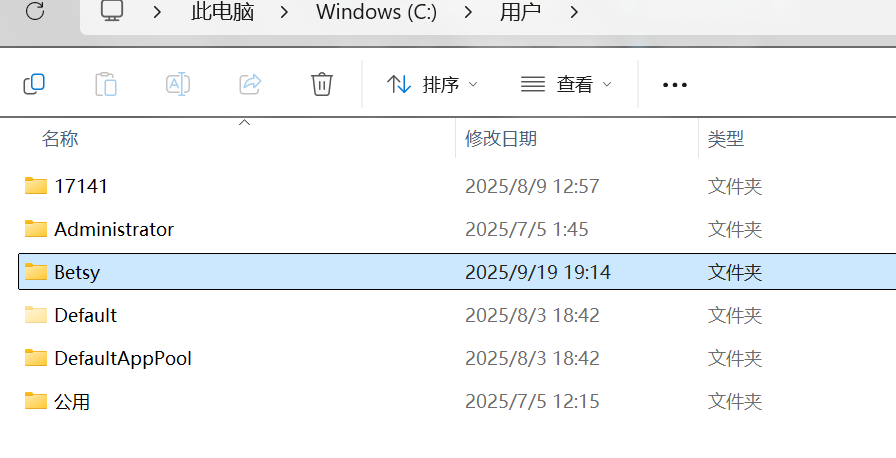 此电脑 Windows (C:) 用户
排序 查看
名称 修改日期 类型
17141 2025/8/9 12:57 文件夹
Administrator 2025/7/5 1:45 文件夹
Betsy 2025/9/19 19:14 文件夹
Default 2025/8/3 18:42 文件夹
DefaultAppPool 2025/8/3 18:42 文件夹
公用 2025/7/5 12:15 文件夹